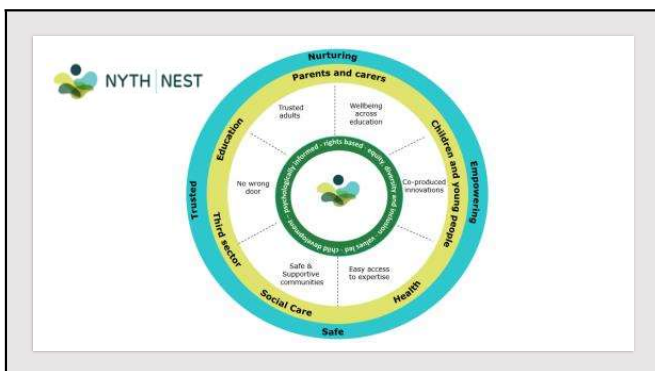 NYTH | NEST
Nurturing
Parents and carers
Trusted
adults
Wellbeing
across
education
Education
Children and young people
psychologically informed - rights based - equity, diversity and inclusion - values led - child development -
Trusted
No wrong
door
Co-produced
innovations
Empowering
Third sector
Safe &
Supportive
communities
Easy access
to expertise
Social Care
Health
Safe